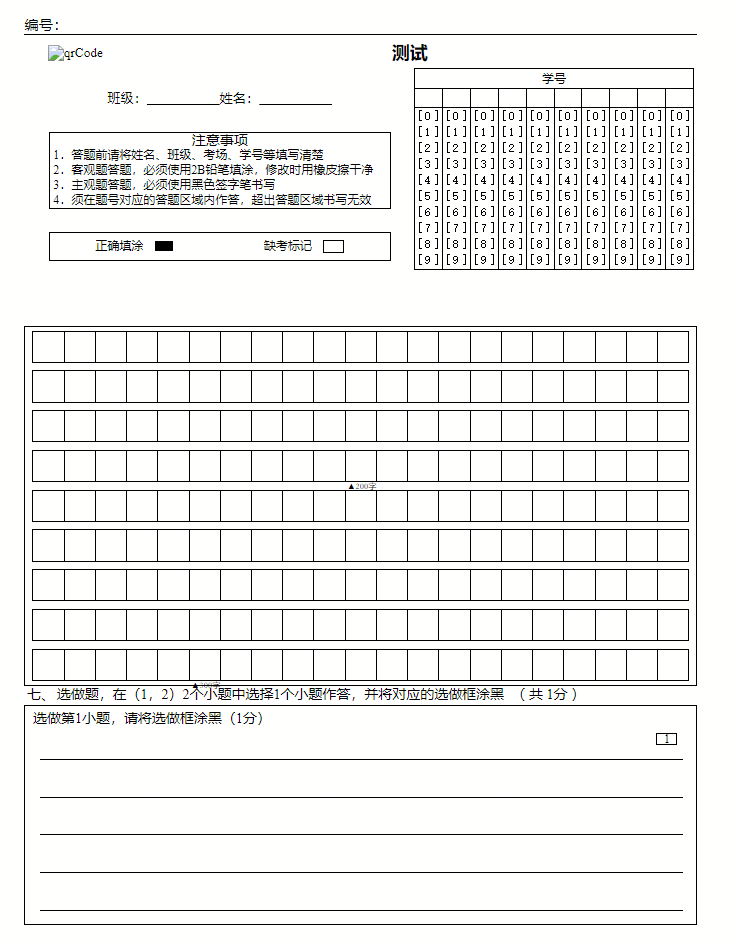 编号：
qrCode
测试
班级：__________姓名：__________
注意事项
1．答题前请将姓名、班级、考场、学号等填写清楚
2．客观题答题，必须使用2B铅笔填涂，修改时用橡皮擦干净
3．主观题答题，必须使用黑色签字笔书写
4．须在题号对应的答题区域内作答，超出答题区域书写无效
正确填涂
缺考标记
学号
[0] [0] [0] [0] [0] [0] [0] [0] [0] [0]
[1] [1] [1] [1] [1] [1] [1] [1] [1] [1]
[2] [2] [2] [2] [2] [2] [2] [2] [2] [2]
[3] [3] [3] [3] [3] [3] [3] [3] [3] [3]
[4] [4] [4] [4] [4] [4] [4] [4] [4] [4]
[5] [5] [5] [5] [5] [5] [5] [5] [5] [5]
[6] [6] [6] [6] [6] [6] [6] [6] [6] [6]
[7] [7] [7] [7] [7] [7] [7] [7] [7] [7]
[8] [8] [8] [8] [8] [8] [8] [8] [8] [8]
[9] [9] [9] [9] [9] [9] [9] [9] [9] [9]
▲200字
▲300字
七、选做题，在（1，2）2个小题中选择1个小题作答，并将对应的选做框涂黑 （ 共 1分 ）
选做第1小题，请将选做框涂黑（1分）
1